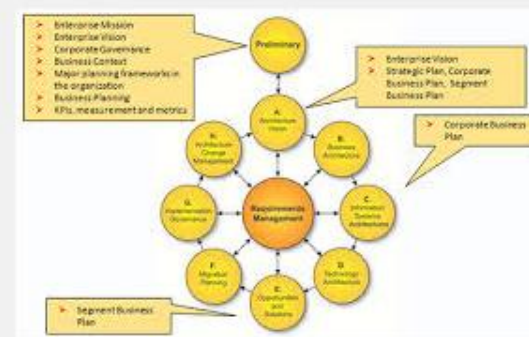 Enterprise Mission
Enterprise Vision
Corporate Governance
Business Context
Major planning frameworks in
the organization
Business Planning
KPIs, measurement and metrics
Preliminary
Enterprise Vision
Strategic Plan, Corporate
Business Plan, Segment
Business Plan
Corporate Business
Plan
A.
Architecture
Vision
B.
Business
Architecture
C.
Information
Systems
Architectures
D.
Technology
Architecture
E.
Opportunities
and
Solutions
F.
Migration
Planning
G.
Implementation
Governance
H.
Architecture
Change
Management
Requirements
Management
Segment Business
Plan